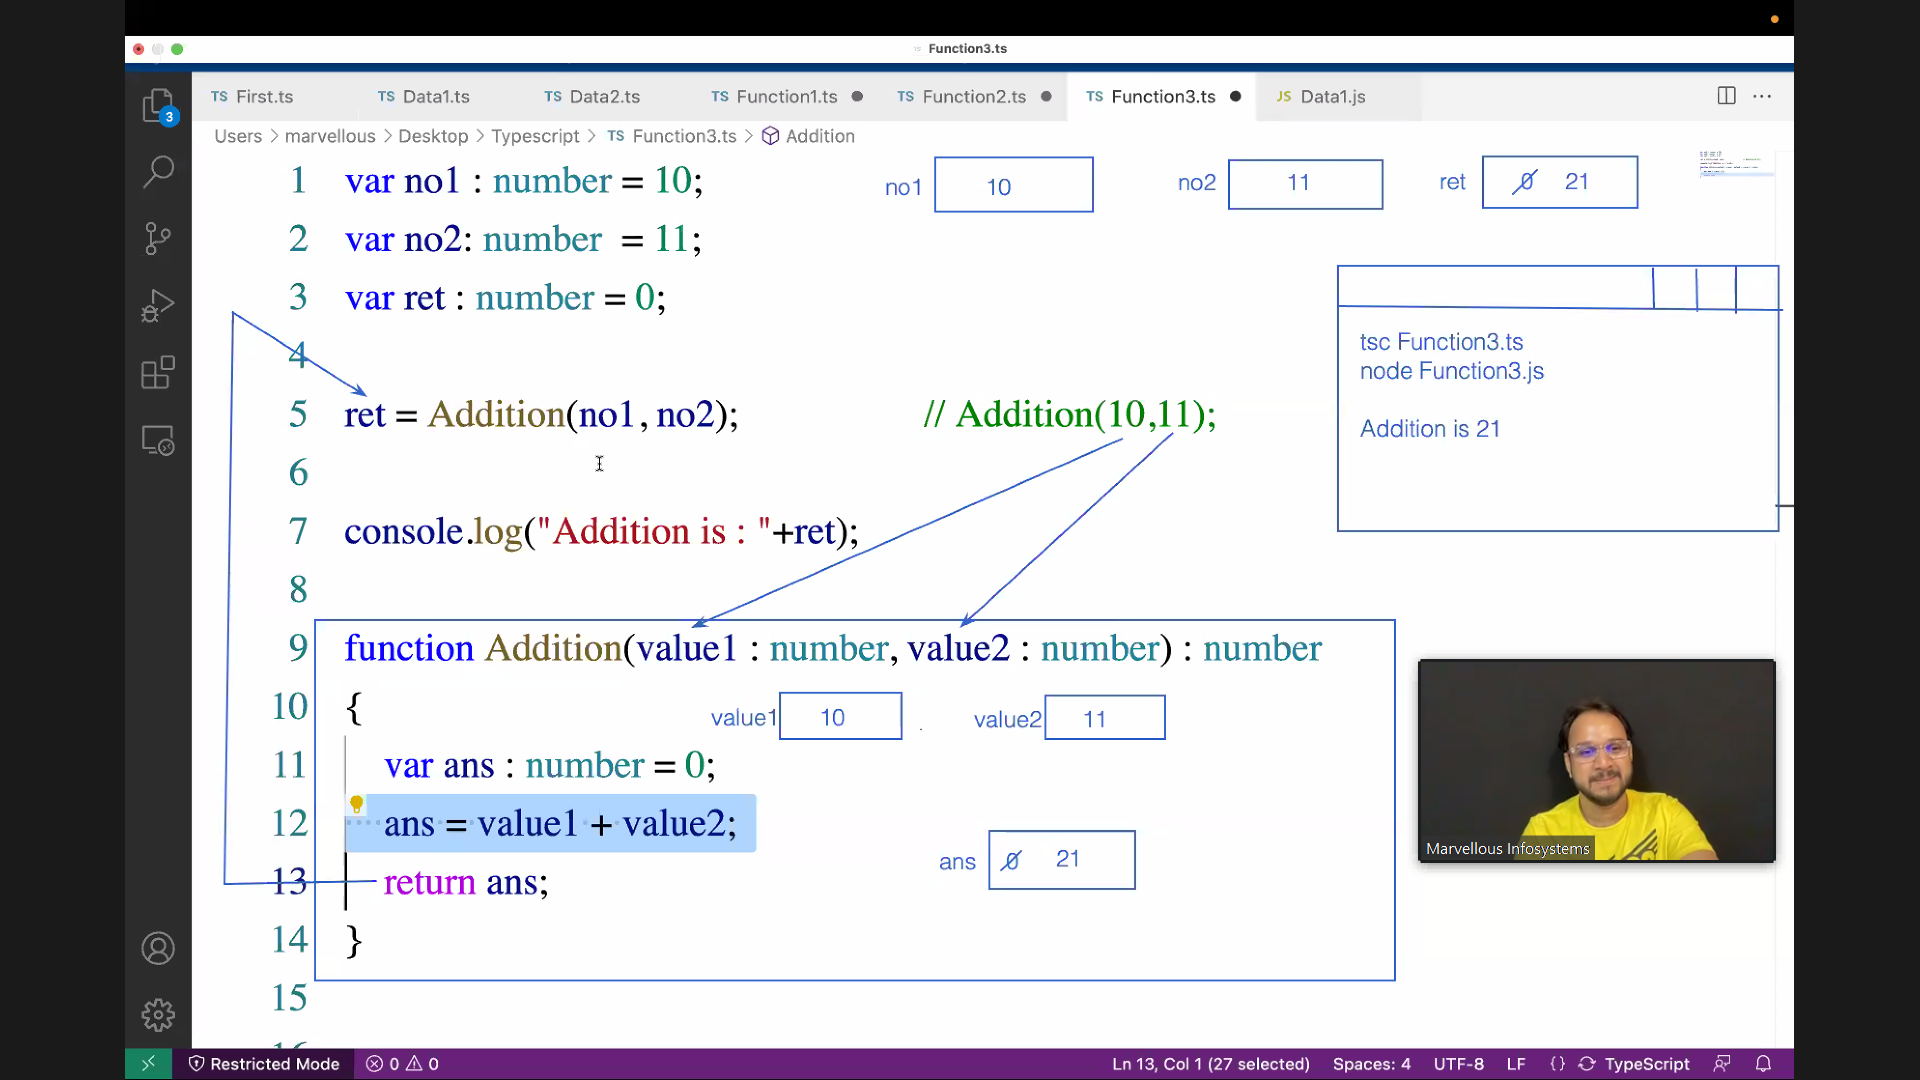 Function3.ts
TS First.ts TS Data1.ts TS Data2.ts TS Function1.ts TS Function2.ts TS Function3.ts JS Data1.js
Users > marvellous > Desktop > Typescript > TS Function3.ts > Addition
3
1 var no1 : number = 10;
no1 10 no2 11 ret 0 21
2 var no2: number = 11;
3 var ret : number = 0;
4
tsc Function3.ts
node Function3.js
5 ret = Addition(no1, no2); // Addition(10,11);
Addition is 21
6
7 console.log("Addition is : "+ret);
8
9 function Addition(value1 : number, value2 : number) : number
10 {
value1 10 value2 11
11 var ans : number = 0;
12 ans = value1 + value2;
ans 0 21
13 return ans;
14 }
15
Marvellous Infosystems
Restricted Mode 0 0 Ln 13, Col 1 (27 selected) Spaces: 4 UTF-8 LF {} TypeScript